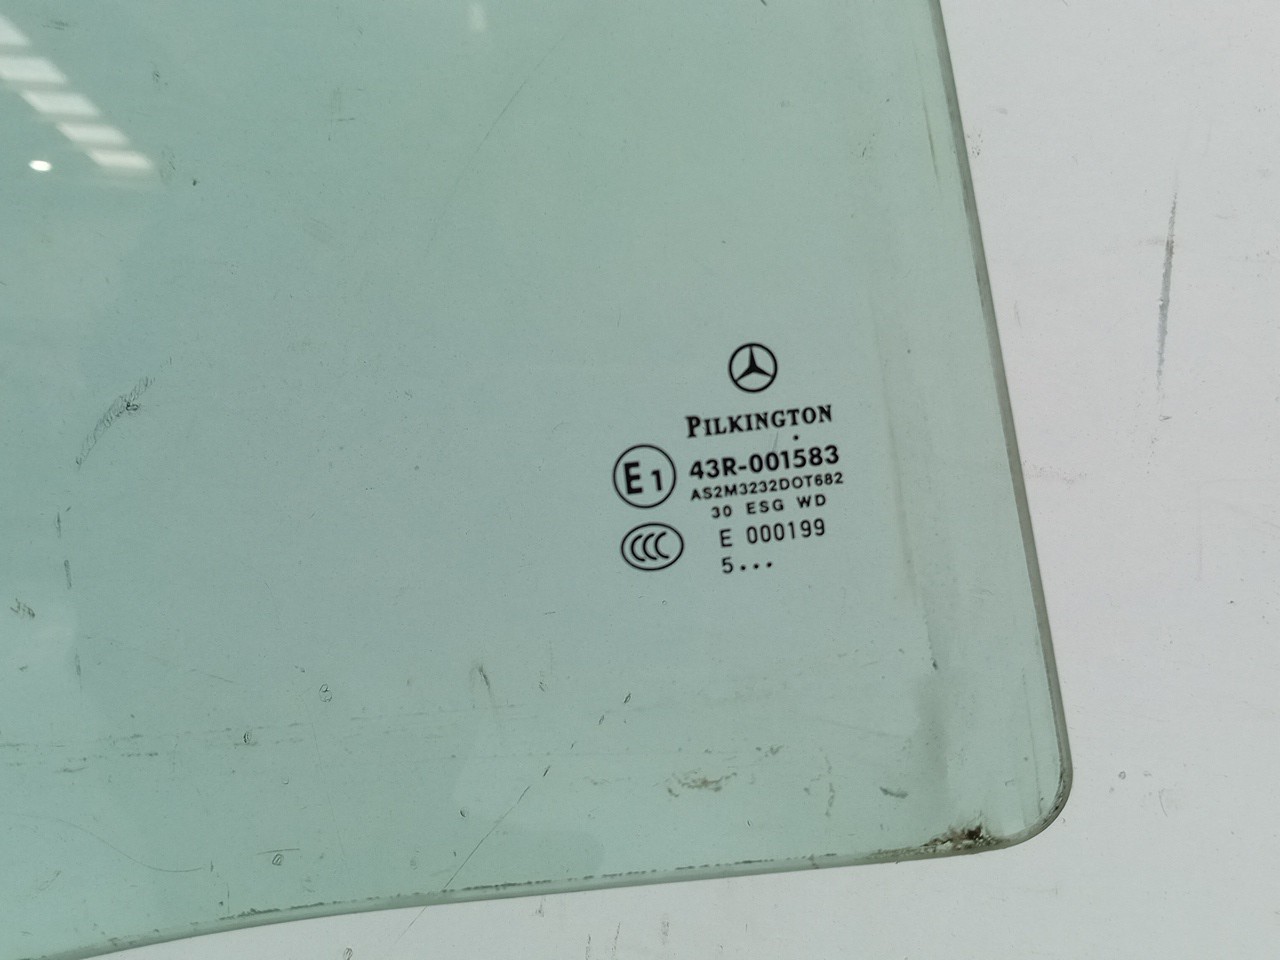 PILKINGTON
E1 43R-001583
AS2M3232DOT682
30 ESG WD
CCC E 000199
5...